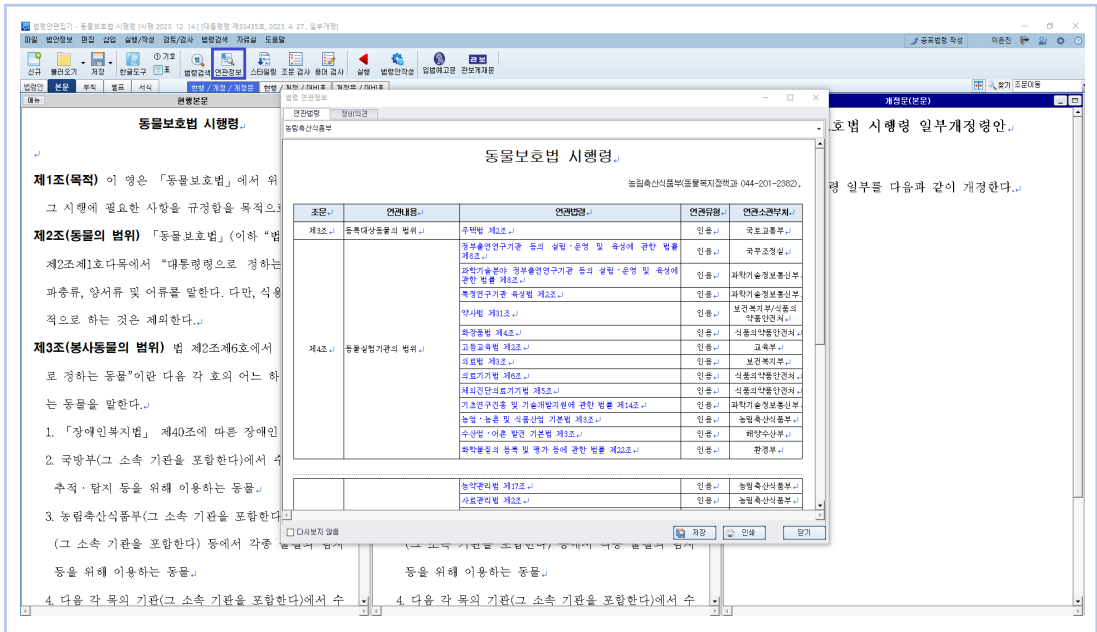 법령안편집기 - 동물보호법 시행령 [시행 2023. 12. 14.] [대통령령 제33435호, 2023. 4. 27., 일부개정]
파일 법안정보 편집 삽입 실행/작성 검토/검사 법령검색 자료실 도움말
공포법령 작성 이은진
신규 불러오기 저장 한글도구 ① 기호 표 법령검색 연관정보 스타일링 조문 검사 용어 검사 실행 법령안작성 입법예고문 관보게재문
법령안 본문 부칙 별표 서식 현행 / 개정 / 개정문
찾기 조문이동
메뉴 현행본문
개정문(본문)
동물보호법 시행령
호법 시행령 일부개정령안
령 일부를 다음과 같이 개정한다.
제1조(목적) 이 영은 「동물보호법」에서 위
그 시행에 필요한 사항을 규정함을 목적으
제2조(동물의 범위) 「동물보호법」(이하 “법
제2조제1호다목에서 “대통령령으로 정하는
파충류, 양서류 및 어류를 말한다. 다만, 식용
적으로 하는 것은 제외한다.
제3조(봉사동물의 범위) 법 제2조제6호에서
로 정하는 동물”이란 다음 각 호의 어느 하
는 동물을 말한다.
1. 「장애인복지법」 제40조에 따른 장애인
2. 국방부(그 소속 기관을 포함한다)에서 수
추적ㆍ탐지 등을 위해 이용하는 동물
3. 농림축산식품부(그 소속 기관을 포함한다
(그 소속 기관을 포함한다) 등에서 각종 물질의 탐지
등을 위해 이용하는 동물
4. 다음 각 목의 기관(그 소속 기관을 포함한다)에서 수
(그 소속 기관을 포함한다) 등에서 각종 물질의 탐지
등을 위해 이용하는 동물
4. 다음 각 목의 기관(그 소속 기관을 포함한다)에서 수
법령 연관정보
연관법령 정비의견
농림축산식품부
동물보호법 시행령
농림축산식품부(동물복지정책과 044-201-2382)
조문 연관내용 연관법령 연관유형 연관소관부처
제3조 등록대상동물의 범위 주택법 제2조 인용 국토교통부
제4조 동물실험기관의 범위
정부출연연구기관 등의 설립ㆍ운영 및 육성에 관한 법률 제8조 인용 국무조정실
과학기술분야 정부출연연구기관 등의 설립ㆍ운영 및 육성에 관한 법률 제8조 인용 과학기술정보통신부
특정연구기관 육성법 제2조 인용 과학기술정보통신부
약사법 제31조 인용 보건복지부/식품의약품안전처
화장품법 제4조 인용 식품의약품안전처
고등교육법 제2조 인용 교육부
의료법 제3조 인용 보건복지부
의료기기법 제6조 인용 식품의약품안전처
체외진단의료기기법 제5조 인용 식품의약품안전처
기초연구진흥 및 기술개발지원에 관한 법률 제14조 인용 과학기술정보통신부
농업ㆍ농촌 및 식품산업 기본법 제3조 인용 농림축산식품부
수산업ㆍ어촌 발전 기본법 제3조 인용 해양수산부
화학물질의 등록 및 평가 등에 관한 법률 제22조 인용 환경부
농약관리법 제17조 인용 농림축산식품부
사료관리법 제2조 인용 농림축산식품부
다시보지 않음 저장 인쇄 닫기